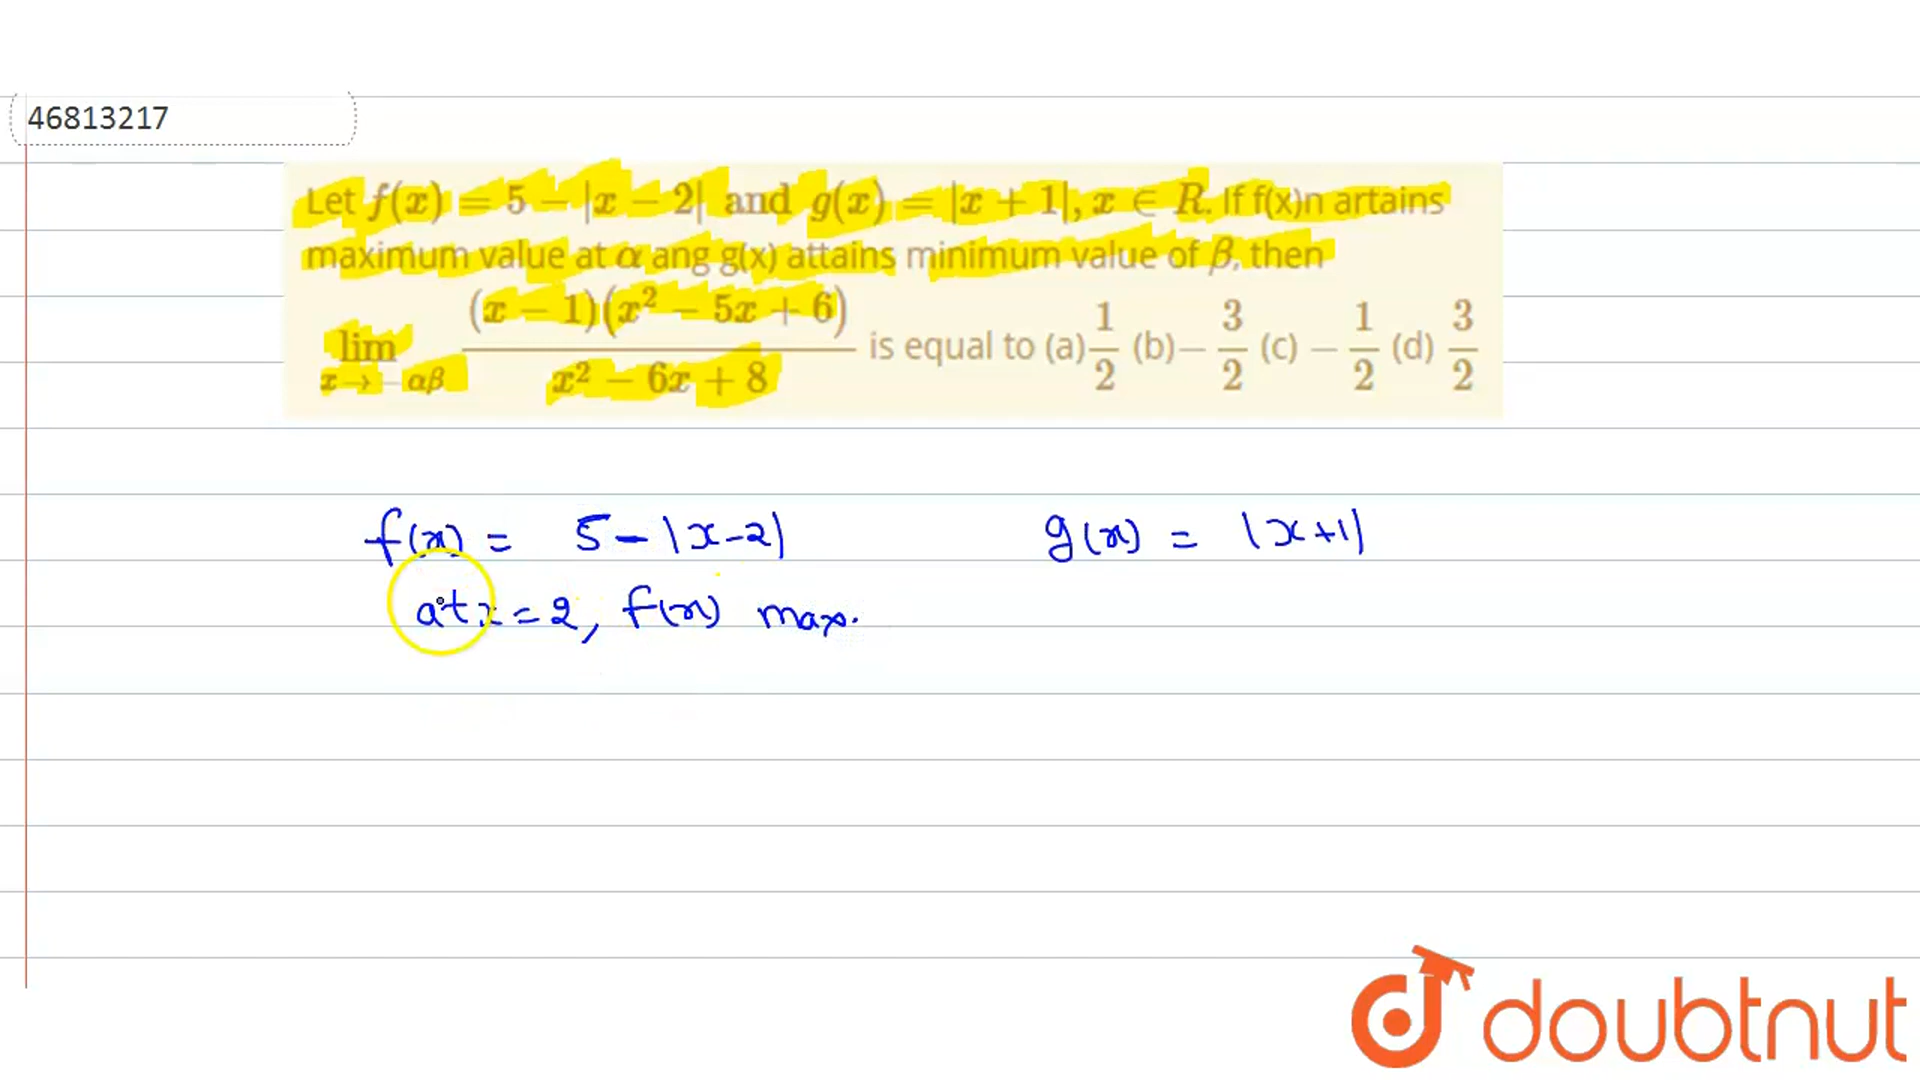 46813217
Let f(x) = 5 − |x − 2| and g(x) = |x + 1|, x ∈ R. If f(x)n artains
maximum value at α ang g(x) attains minimum value of β, then
lim x→−αβ (x − 1)(x² − 5x + 6) / x² − 6x + 8 is equal to (a) 1/2 (b) − 3/2 (c) − 1/2 (d) 3/2
f(x) = 5 − |x − 2| g(x) = |x + 1|
at x = 2, f(x) max.
doubtnut